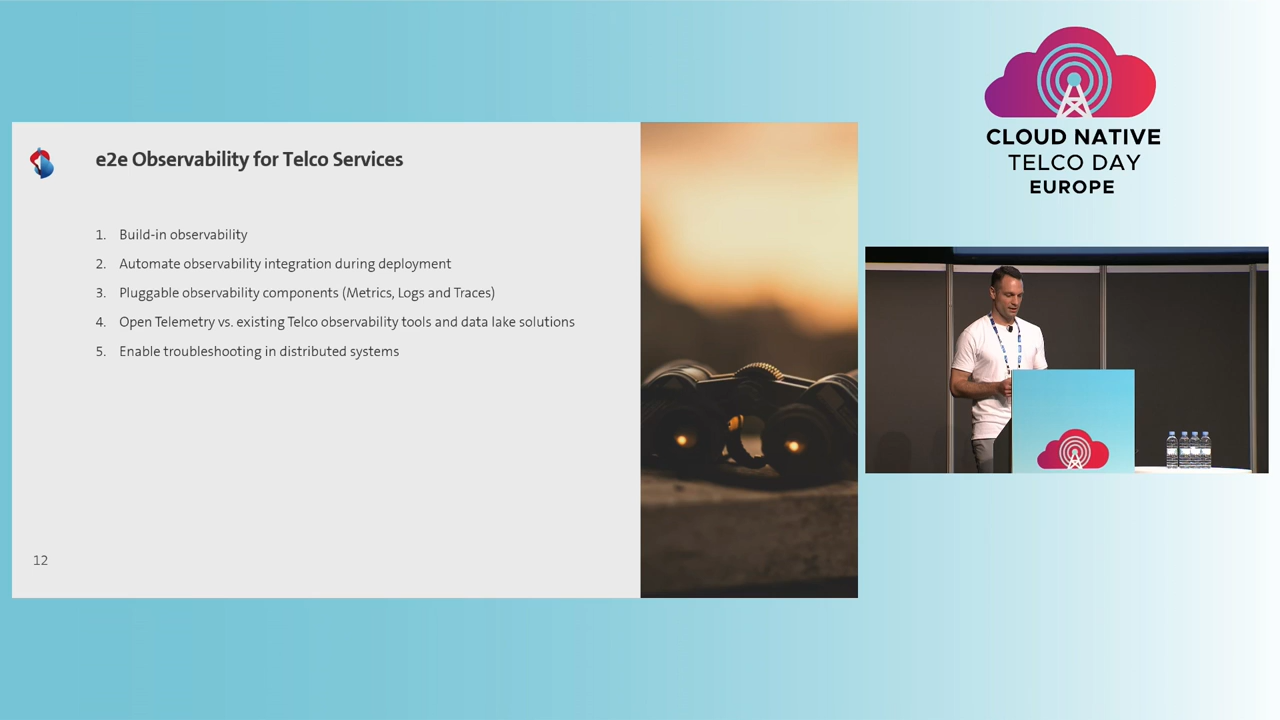 e2e Observability for Telco Services
1. Build-in observability
2. Automate observability integration during deployment
3. Pluggable observability components (Metrics, Logs and Traces)
4. Open Telemetry vs. existing Telco observability tools and data lake solutions
5. Enable troubleshooting in distributed systems
12
CLOUD NATIVE
TELCO DAY
EUROPE